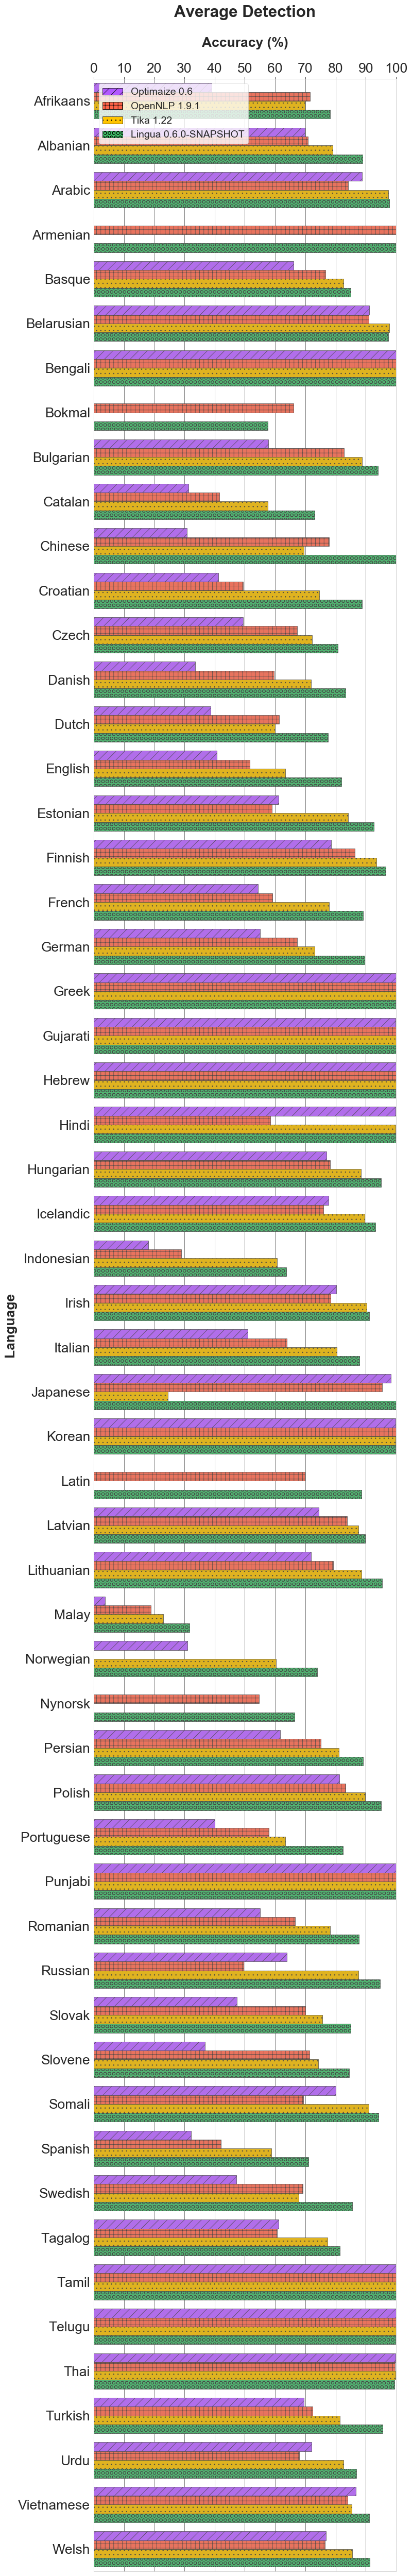 Average Detection
Accuracy (%)
0 10 20 30 40 50 60 70 80 90 100
Optimaize 0.6
OpenNLP 1.9.1
Tika 1.22
Lingua 0.6.0-SNAPSHOT
Afrikaans
Albanian
Arabic
Armenian
Basque
Belarusian
Bengali
Bokmal
Bulgarian
Catalan
Chinese
Croatian
Czech
Danish
Dutch
English
Estonian
Finnish
French
German
Greek
Gujarati
Hebrew
Hindi
Hungarian
Icelandic
Indonesian
Irish
Language
Italian
Japanese
Korean
Latin
Latvian
Lithuanian
Malay
Norwegian
Nynorsk
Persian
Polish
Portuguese
Punjabi
Romanian
Russian
Slovak
Slovene
Somali
Spanish
Swedish
Tagalog
Tamil
Telugu
Thai
Turkish
Urdu
Vietnamese
Welsh